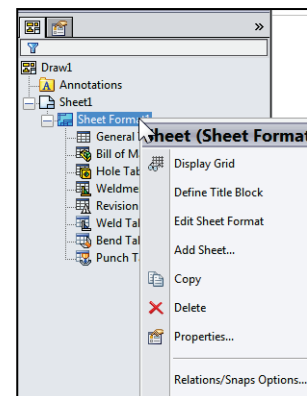 »
Draw1
A Annotations
Sheet1
Sheet Format1
General
Bill of M
Hole Tab
Weldme
Revision
Weld Tal
Bend Tal
Punch T
Sheet (Sheet Format
Display Grid
Define Title Block
Edit Sheet Format
Add Sheet...
Copy
Delete
Properties...
Relations/Snaps Options...